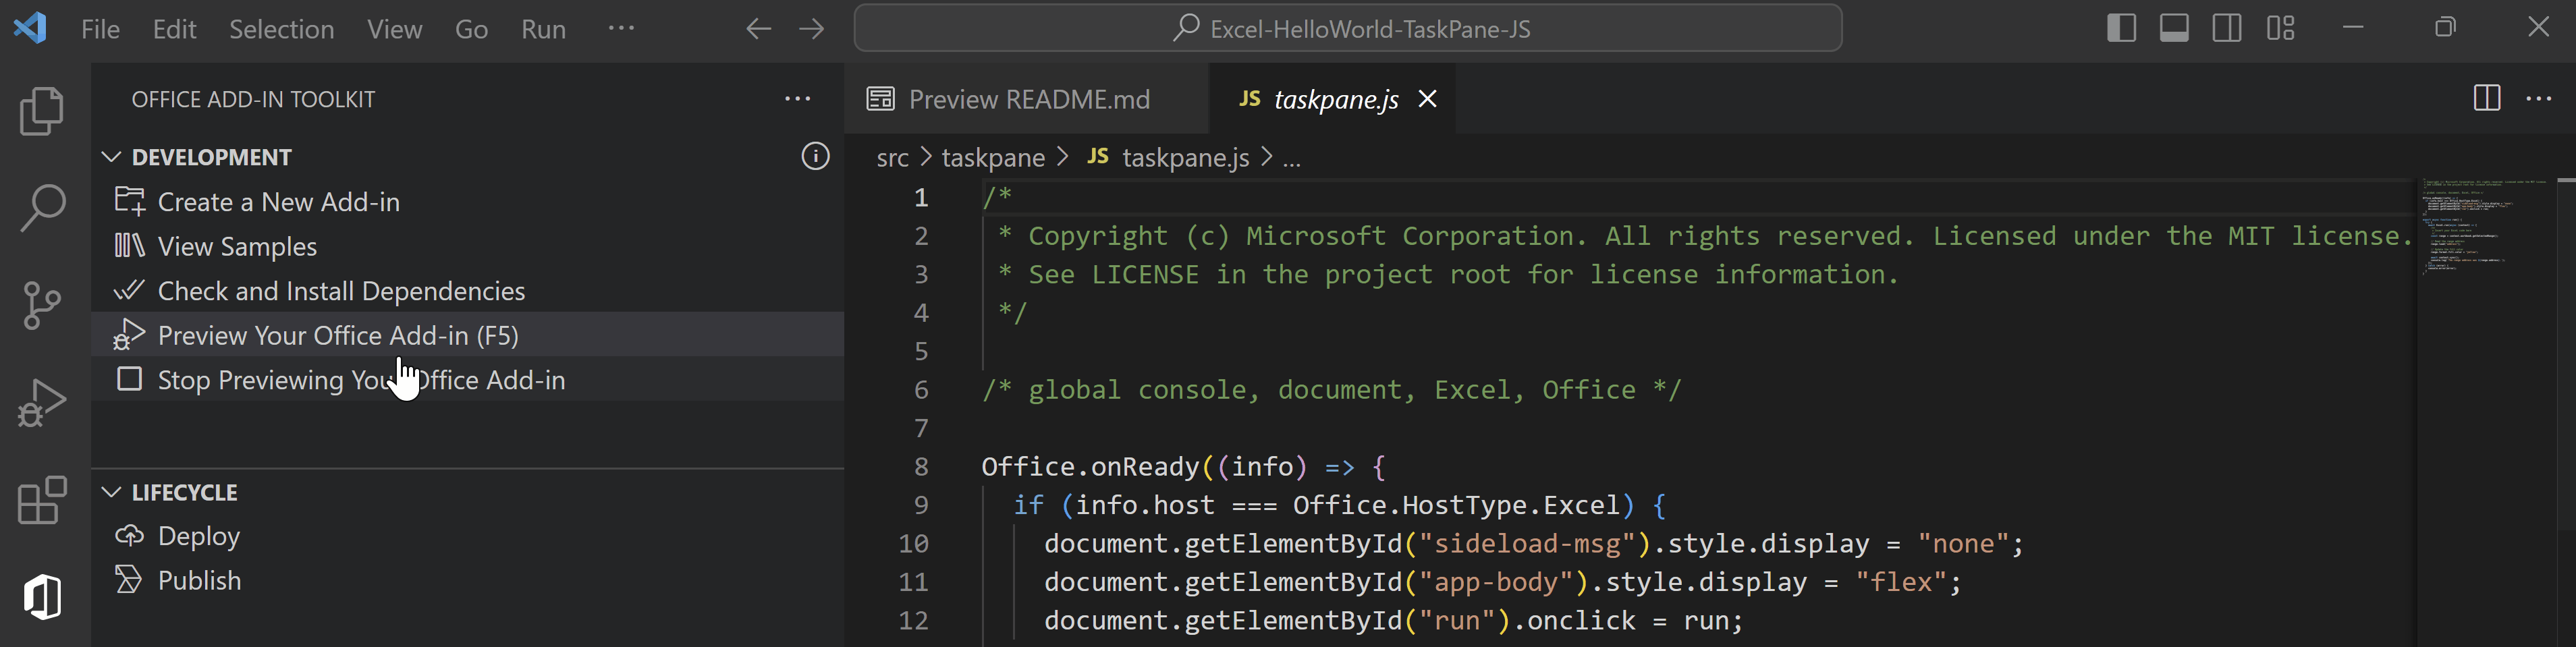 File Edit Selection View Go Run ...
Excel-HelloWorld-TaskPane-JS
OFFICE ADD-IN TOOLKIT ...
DEVELOPMENT
Create a New Add-in
View Samples
Check and Install Dependencies
Preview Your Office Add-in (F5)
Stop Previewing You Office Add-in
LIFECYCLE
Deploy
Publish
Preview README.md
JS taskpane.js
src > taskpane > JS taskpane.js > ...
1 /*
2 * Copyright (c) Microsoft Corporation. All rights reserved. Licensed under the MIT license.
3 * See LICENSE in the project root for license information.
4 */
5
6 /* global console, document, Excel, Office */
7
8 Office.onReady((info) => {
9 if (info.host === Office.HostType.Excel) {
10 document.getElementById("sideload-msg").style.display = "none";
11 document.getElementById("app-body").style.display = "flex";
12 document.getElementById("run").onclick = run;